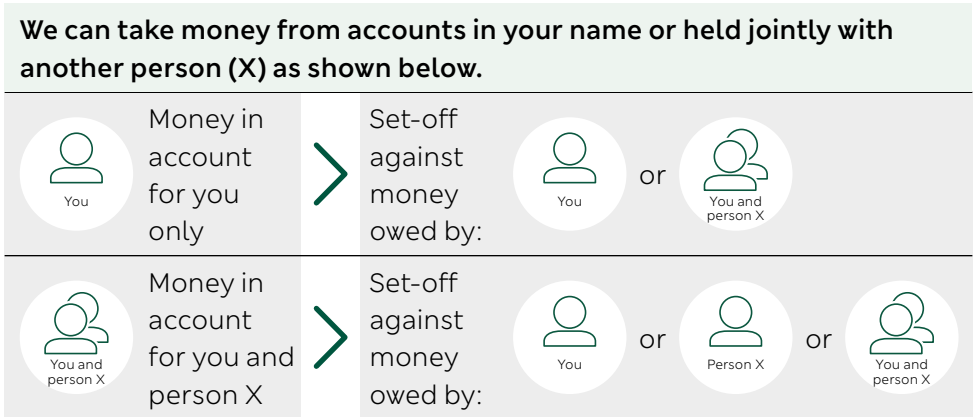 We can take money from accounts in your name or held jointly with
another person (X) as shown below.
You
Money in
account
for you
only
Set-off
against
money
owed by:
You
or
You and
person X
You and
person X
Money in
account
for you and
person X
Set-off
against
money
owed by:
You
or
Person X
or
You and
person X